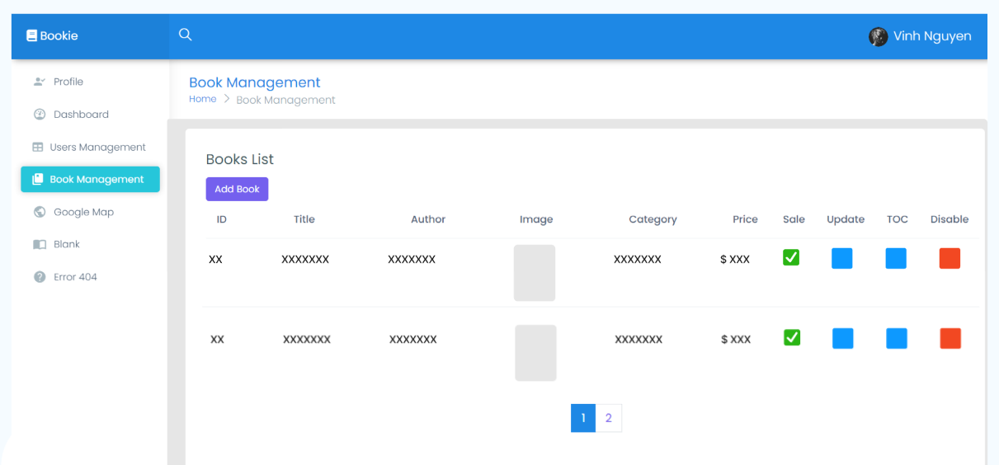 Bookie
Vinh Nguyen
Profile
Dashboard
Users Management
Book Management
Google Map
Blank
Error 404
Book Management
Home > Book Management
Books List
Add Book
ID Title Author Image Category Price Sale Update TOC Disable
XX XXXXXXX XXXXXXX XXXXXXX $ XXX
XX XXXXXXX XXXXXXX XXXXXXX $ XXX
1 2